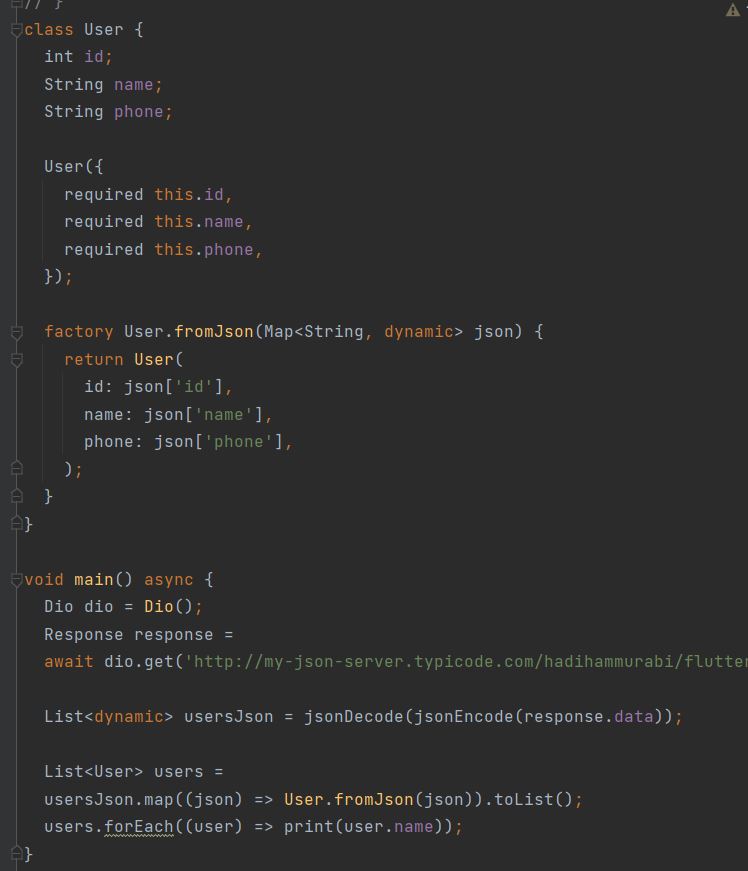 // }
class User {
  int id;
  String name;
  String phone;

  User({
    required this.id,
    required this.name,
    required this.phone,
  });

  factory User.fromJson(Map<String, dynamic> json) {
    return User(
      id: json['id'],
      name: json['name'],
      phone: json['phone'],
    );
  }
}

void main() async {
  Dio dio = Dio();
  Response response =
  await dio.get('http://my-json-server.typicode.com/hadihammurabi/flutter

  List<dynamic> usersJson = jsonDecode(jsonEncode(response.data));

  List<User> users =
  usersJson.map((json) => User.fromJson(json)).toList();
  users.forEach((user) => print(user.name));
}